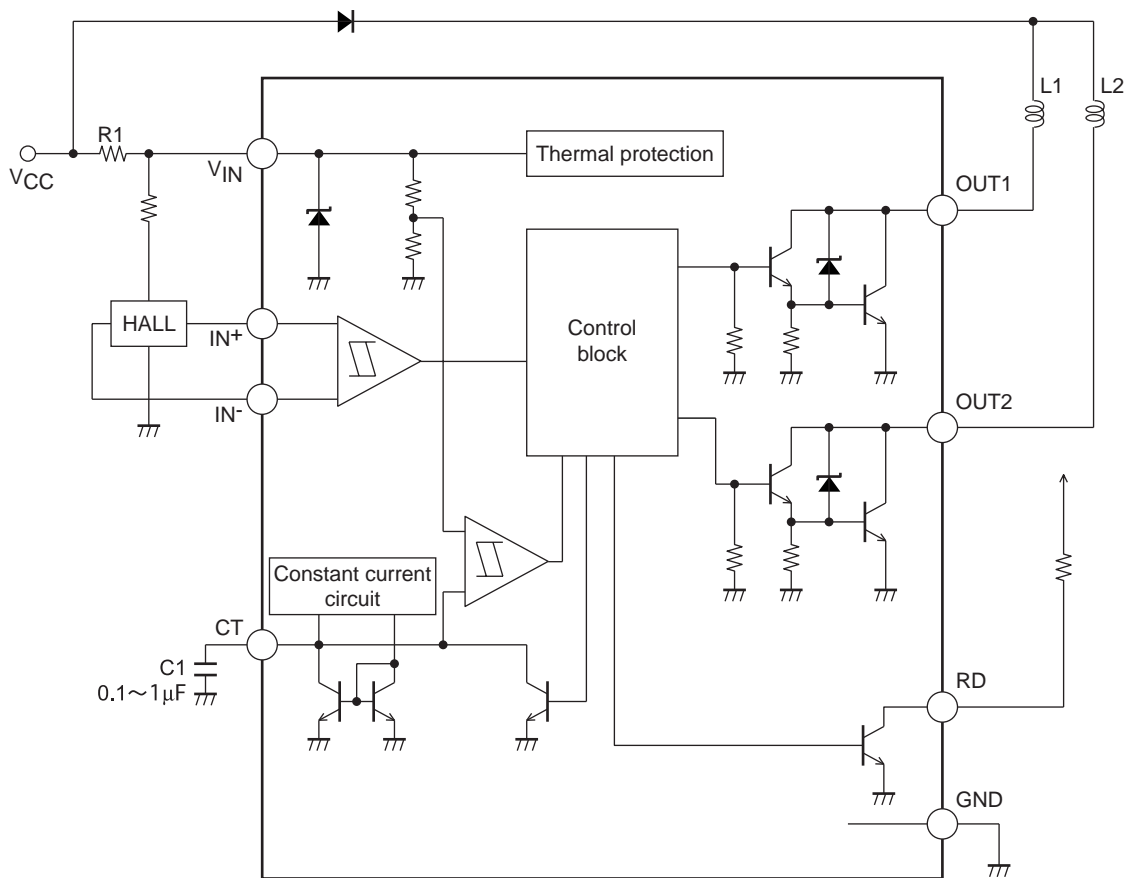 L1
L2
R1
VCC
VIN
Thermal protection
OUT1
HALL
IN+
IN-
Control
block
OUT2
Constant current
circuit
CT
C1
0.1～1μF
RD
GND